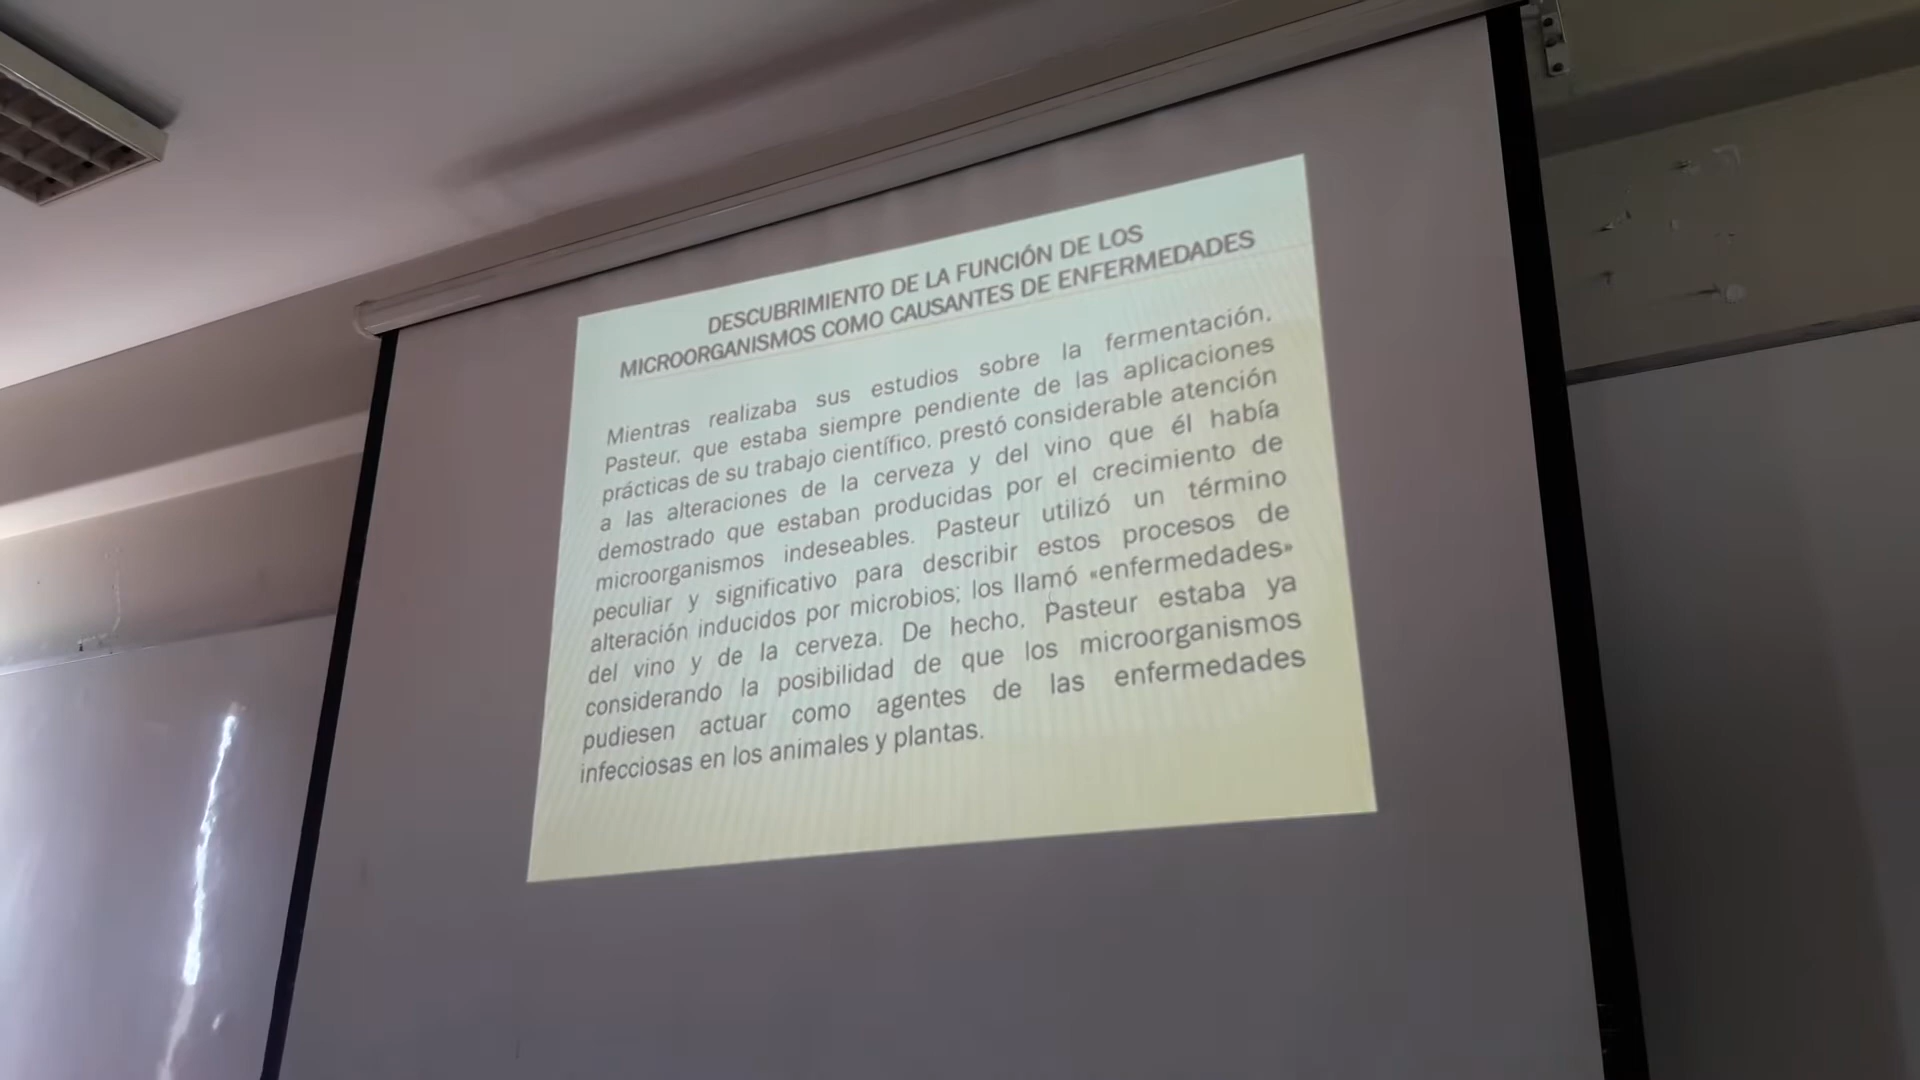 DESCUBRIMIENTO DE LA FUNCIÓN DE LOS
MICROORGANISMOS COMO CAUSANTES DE ENFERMEDADES
Mientras realizaba sus estudios sobre la fermentación,
Pasteur, que estaba siempre pendiente de las aplicaciones
prácticas de su trabajo científico, prestó considerable atención
a las alteraciones de la cerveza y del vino que él había
demostrado que estaban producidas por el crecimiento de
microorganismos indeseables. Pasteur utilizó un término
peculiar y significativo para describir estos procesos de
alteración inducidos por microbios; los llamó «enfermedades»
del vino y de la cerveza. De hecho, Pasteur estaba ya
considerando la posibilidad de que los microorganismos
pudiesen actuar como agentes de las enfermedades
infecciosas en los animales y plantas.